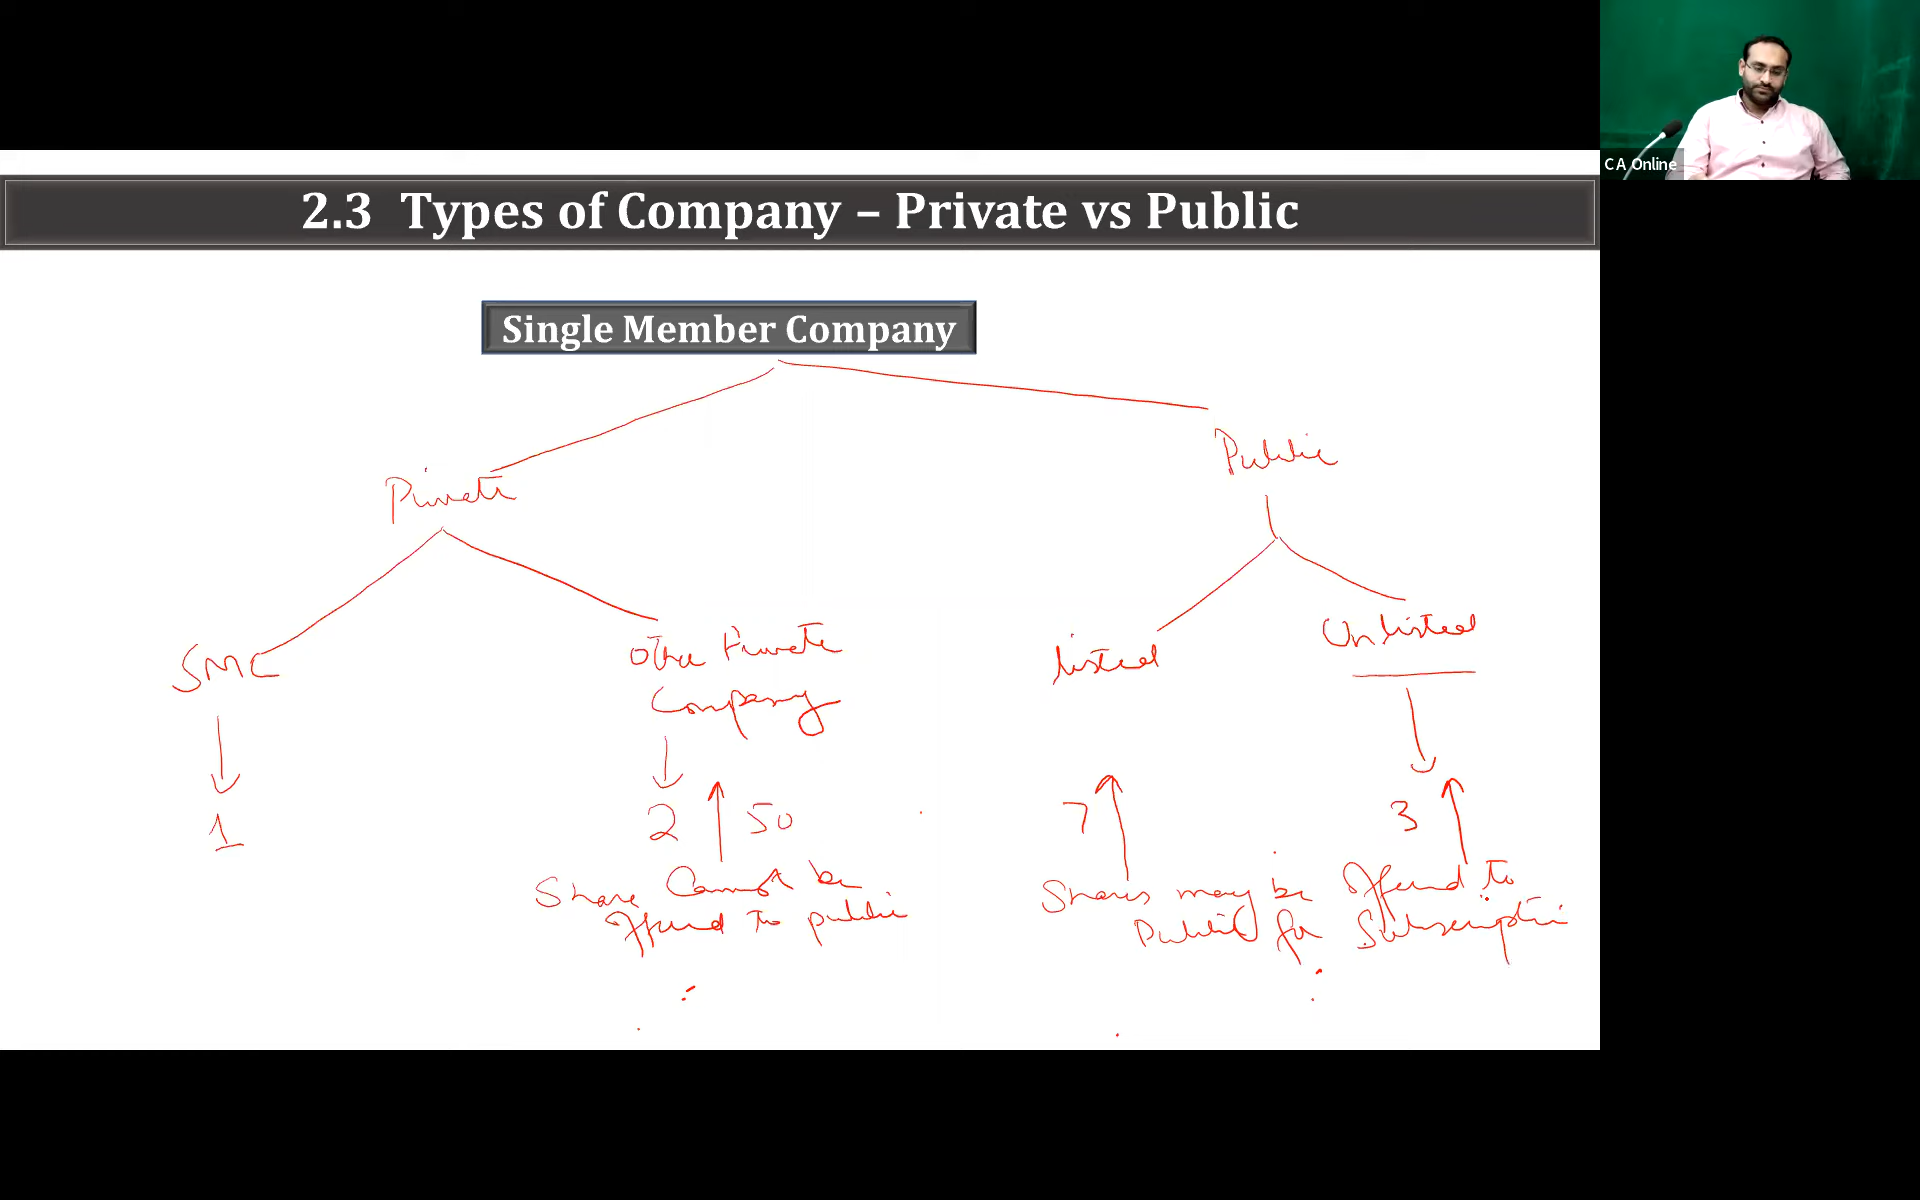 C A Online
2.3 Types of Company – Private vs Public
Single Member Company
Private
Public
SMC
Other Private
Company
Listed
Unlisted
1
2 50
7
3
Share Cannot be
offered to public
Shares may be offered to
Public for Subscription